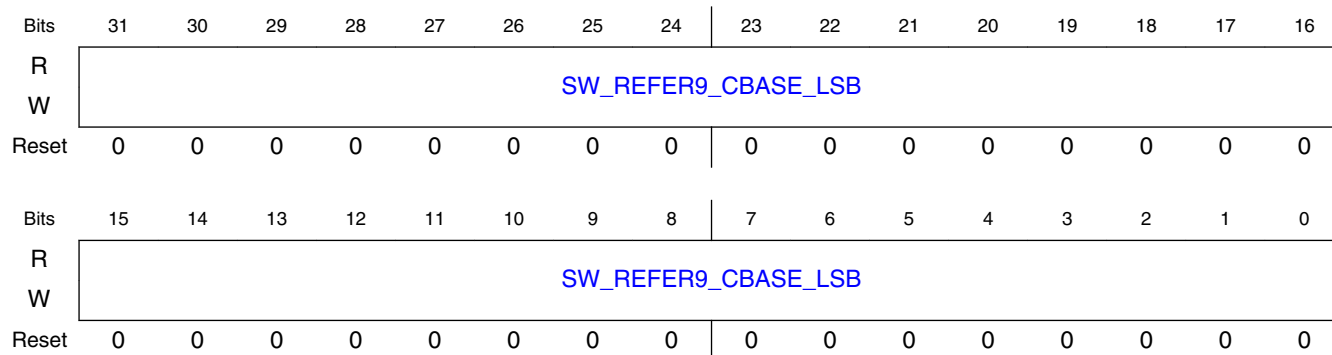 Bits 31 30 29 28 27 26 25 24 23 22 21 20 19 18 17 16
R
SW_REFER9_CBASE_LSB
W
Reset 0 0 0 0 0 0 0 0 0 0 0 0 0 0 0 0
Bits 15 14 13 12 11 10 9 8 7 6 5 4 3 2 1 0
R
SW_REFER9_CBASE_LSB
W
Reset 0 0 0 0 0 0 0 0 0 0 0 0 0 0 0 0